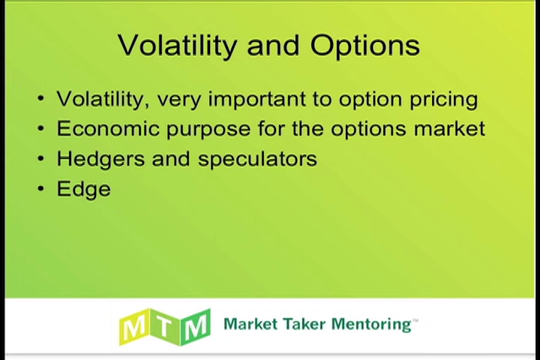 Volatility and Options
• Volatility, very important to option pricing
• Economic purpose for the options market
• Hedgers and speculators
• Edge
MTM Market Taker Mentoring™